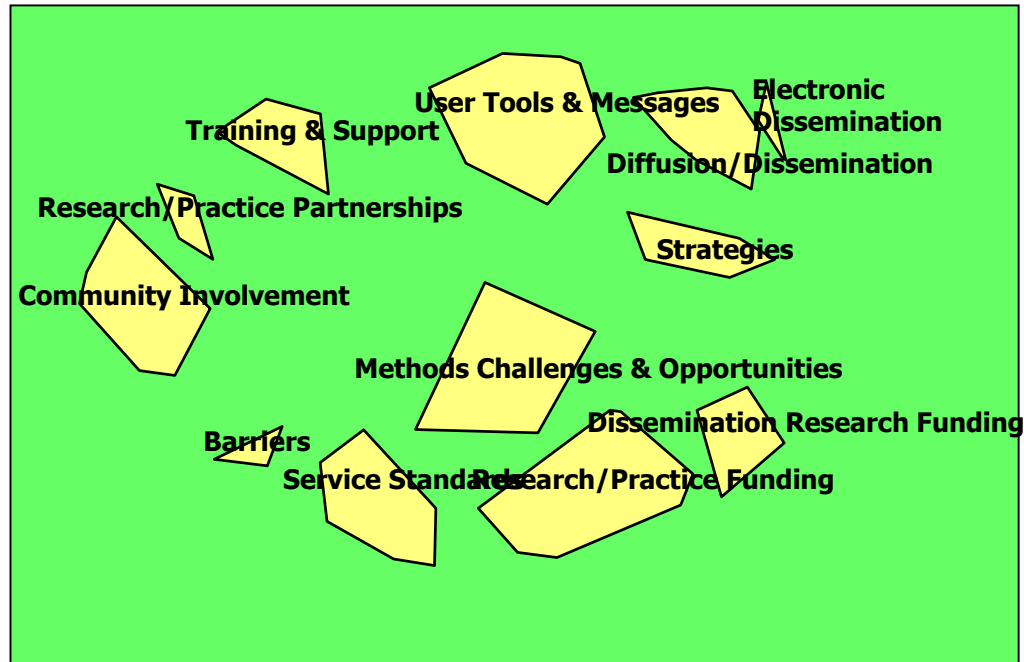 Electronic
Dissemination
User Tools & Messages
Training & Support
Diffusion/Dissemination
Research/Practice Partnerships
Strategies
Community Involvement
Methods Challenges & Opportunities
Dissemination Research Funding
Barriers
Service Standards
Research/Practice Funding